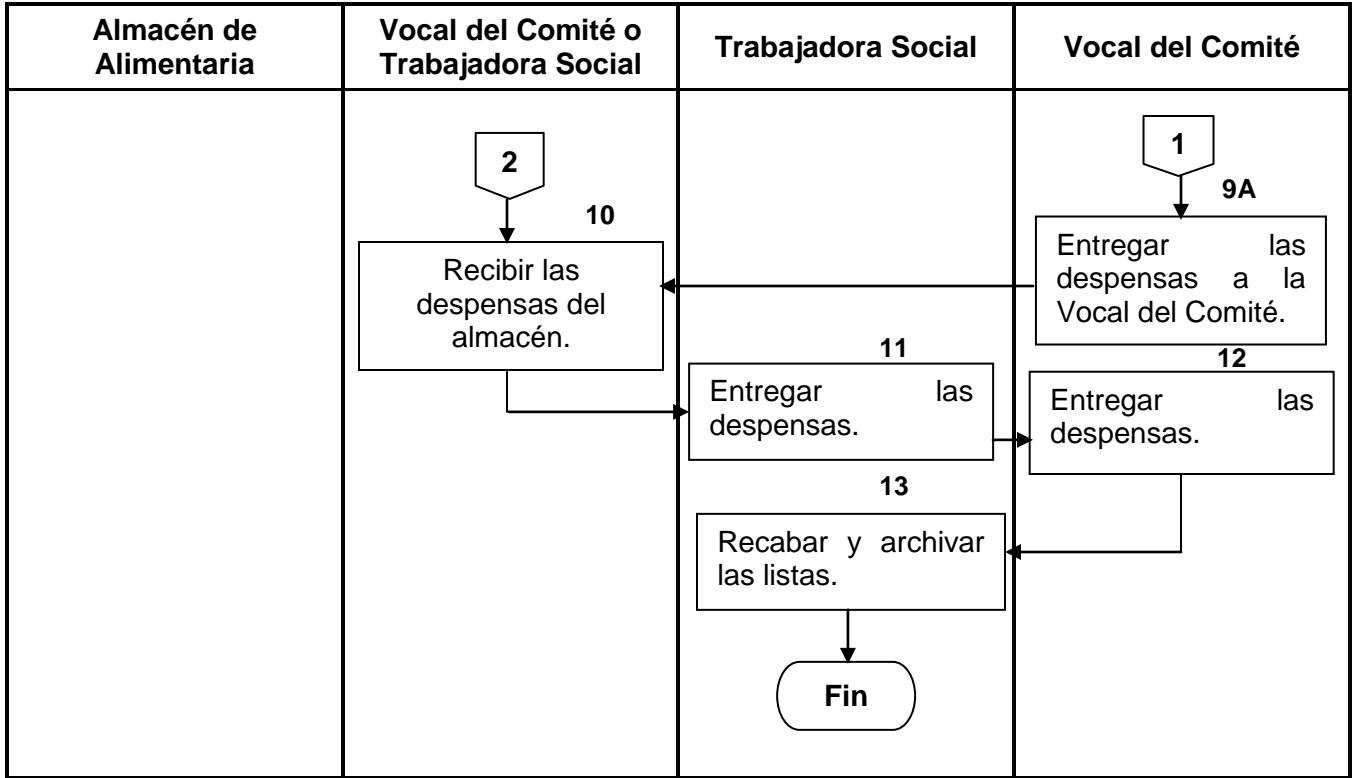 Almacén de
Alimentaria
Vocal del Comité o
Trabajadora Social
Trabajadora Social
Vocal del Comité
2
1
9A
10
Entregar las
despensas a la
Vocal del Comité.
Recibir las
despensas del
almacén.
11
12
Entregar las
despensas.
Entregar las
despensas.
13
Recabar y archivar
las listas.
Fin